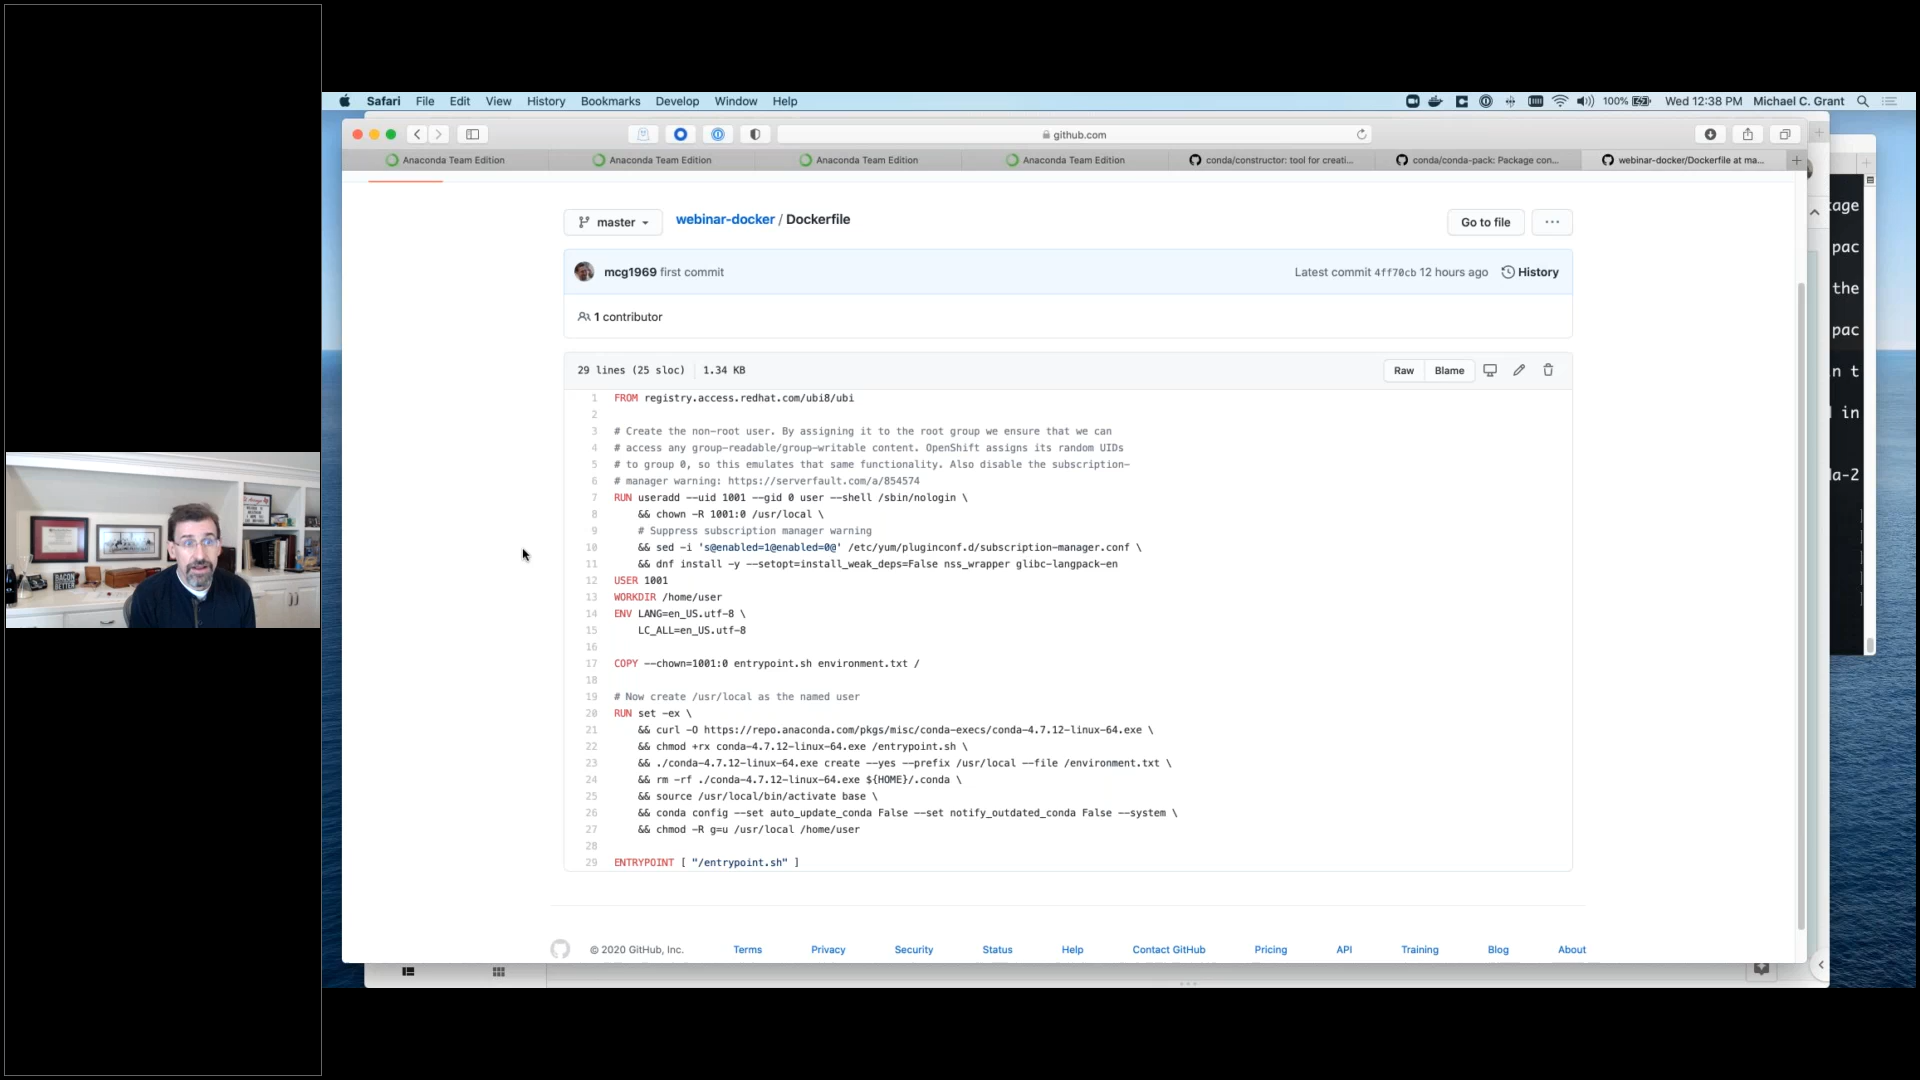 Safari File Edit View History Bookmarks Develop Window Help
100% Wed 12:38 PM Michael C. Grant
github.com
Anaconda Team Edition
Anaconda Team Edition
Anaconda Team Edition
Anaconda Team Edition
conda/constructor: tool for creati...
conda/conda-pack: Package con...
webinar-docker/Dockerfile at ma...
master
webinar-docker / Dockerfile
Go to file
mcg1969 first commit
Latest commit 4ff70cb 12 hours ago
History
1 contributor
29 lines (25 sloc) 1.34 KB
Raw
Blame
1 FROM registry.access.redhat.com/ubi8/ubi
2
3 # Create the non-root user. By assigning it to the root group we ensure that we can
4 # access any group-readable/group-writable content. OpenShift assigns its random UIDs
5 # to group 0, so this emulates that same functionality. Also disable the subscription-
6 # manager warning: https://serverfault.com/a/854574
7 RUN useradd --uid 1001 --gid 0 user --shell /sbin/nologin \
8 && chown -R 1001:0 /usr/local \
9 # Suppress subscription manager warning
10 && sed -i 's@enabled=1@enabled=0@' /etc/yum/pluginconf.d/subscription-manager.conf \
11 && dnf install -y --setopt=install_weak_deps=False nss_wrapper glibc-langpack-en
12 USER 1001
13 WORKDIR /home/user
14 ENV LANG=en_US.utf-8 \
15 LC_ALL=en_US.utf-8
16
17 COPY --chown=1001:0 entrypoint.sh environment.txt /
18
19 # Now create /usr/local as the named user
20 RUN set -ex \
21 && curl -O https://repo.anaconda.com/pkgs/misc/conda-execs/conda-4.7.12-linux-64.exe \
22 && chmod +rx conda-4.7.12-linux-64.exe /entrypoint.sh \
23 && ./conda-4.7.12-linux-64.exe create --yes --prefix /usr/local --file /environment.txt \
24 && rm -rf ./conda-4.7.12-linux-64.exe ${HOME}/.conda \
25 && source /usr/local/bin/activate base \
26 && conda config --set auto_update_conda False --set notify_outdated_conda False --system \
27 && chmod -R g=u /usr/local /home/user
28
29 ENTRYPOINT [ "/entrypoint.sh" ]
© 2020 GitHub, Inc. Terms Privacy Security Status Help Contact GitHub Pricing API Training Blog About
tage
pac
the
pac
n t
in
da-2